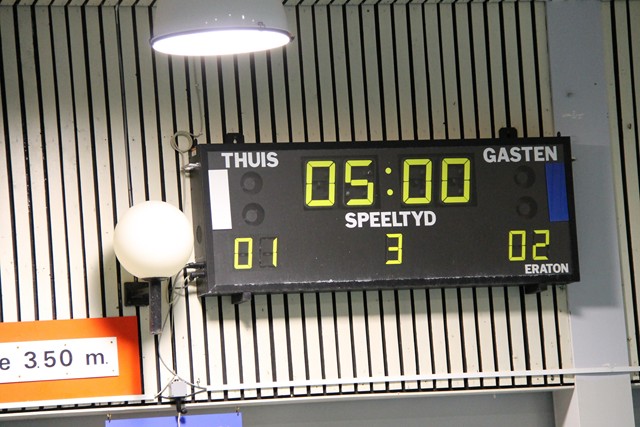 THUIS GASTEN
05:00
SPEELTYD
01 3 02
ERATON
e 3.50 m.